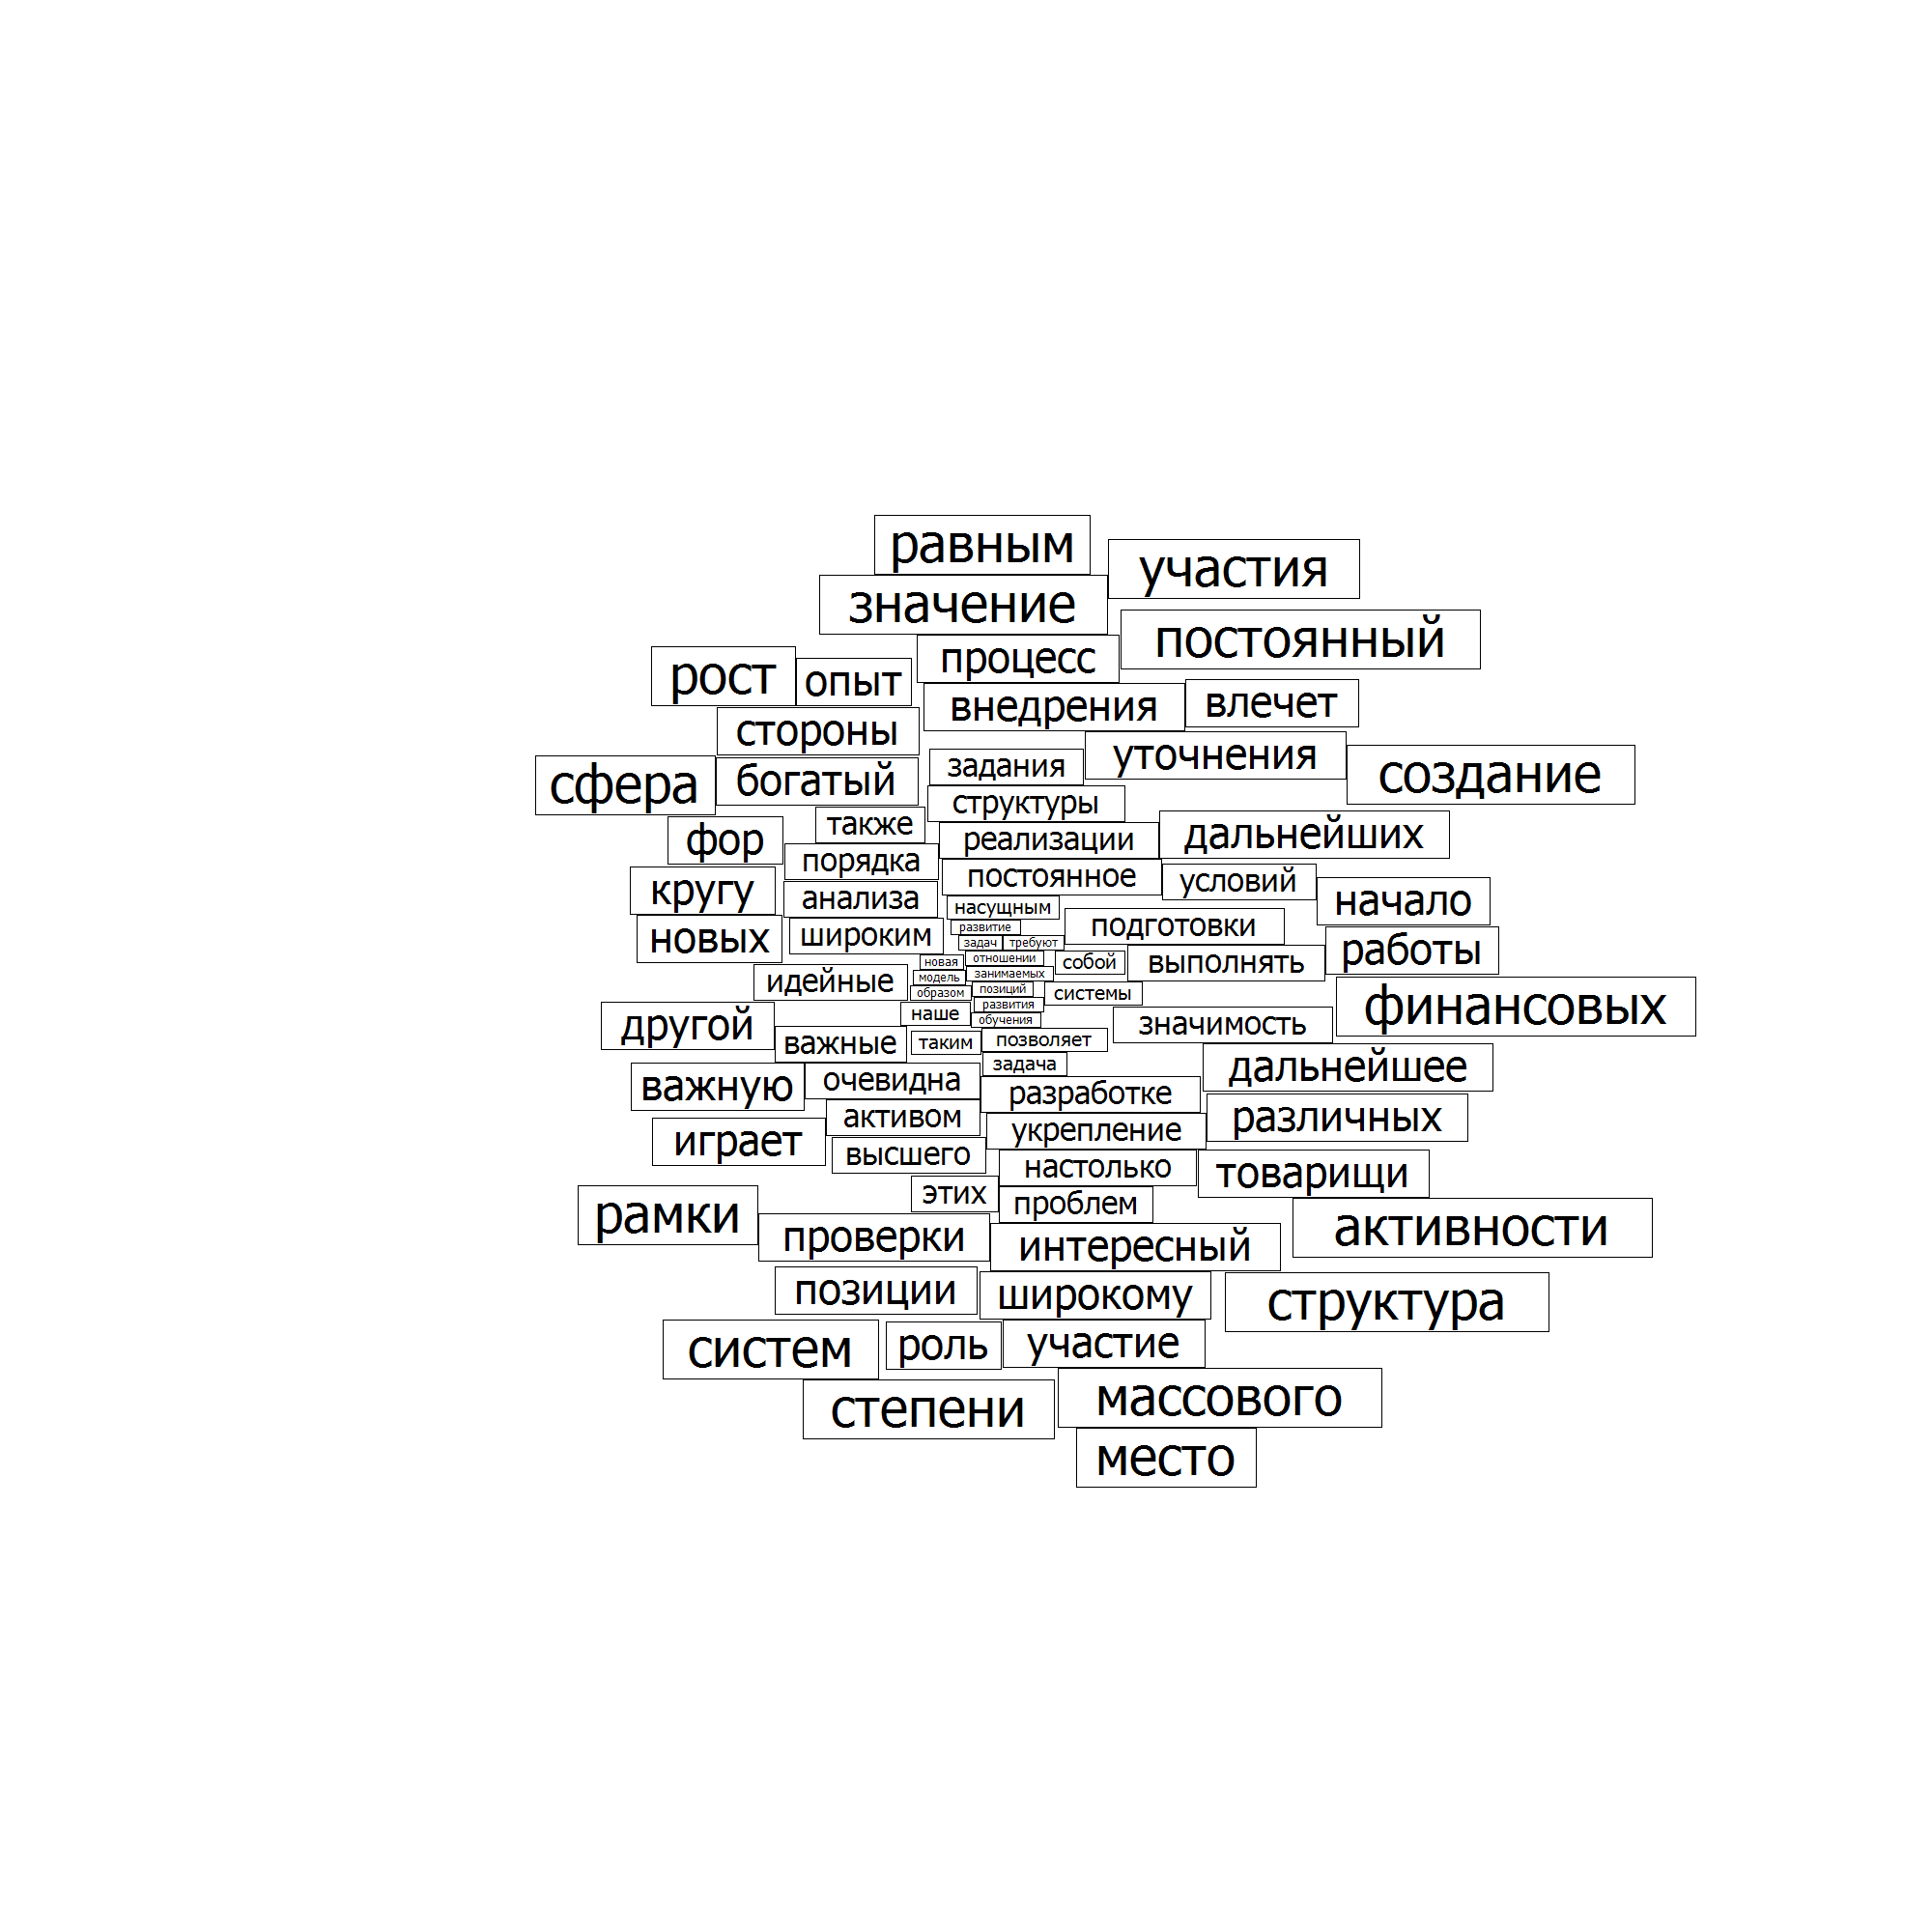 равным
участия
значение
постоянный
процесс
рост опыт
внедрения влечет
стороны
уточнения
сфера богатый задания создание
структуры
фор также реализации дальнейших
порядка
постоянное условий
кругу анализа начало
насущным
подготовки
развитие
новых широким задач требуют работы
новая отношении собой выполнять
идейные модель занимаемых
образом позиций системы финансовых
развития
наше обучения значимость
другой
важные таким позволяет
задача дальнейшее
важную очевидна
разработке
активом различных
играет укрепление
высшего
настолько товарищи
этих проблем
рамки активности
проверки интересный
позиции широкому структура
систем роль участие
степени массового
место